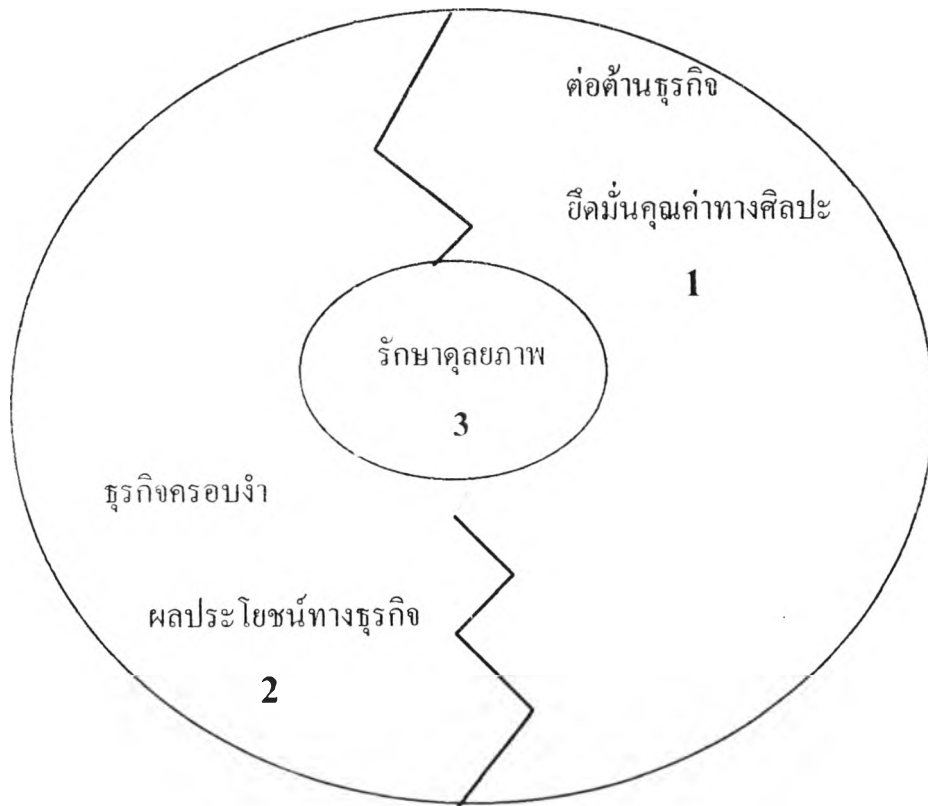 ต่อต้านธุรกิจ
ยึดมั่นคุณค่าทางศิลปะ
1
รักษาดุลยภาพ
3
ธุรกิจครอบงำ
ผลประโยชน์ทางธุรกิจ
2